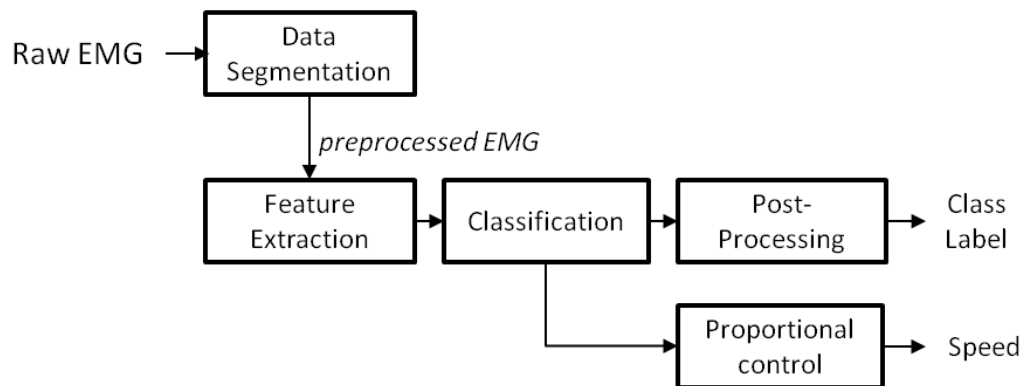 Raw EMG
Data
Segmentation
preprocessed EMG
Feature
Extraction
Classification
Post-
Processing
Class
Label
Proportional
control
Speed